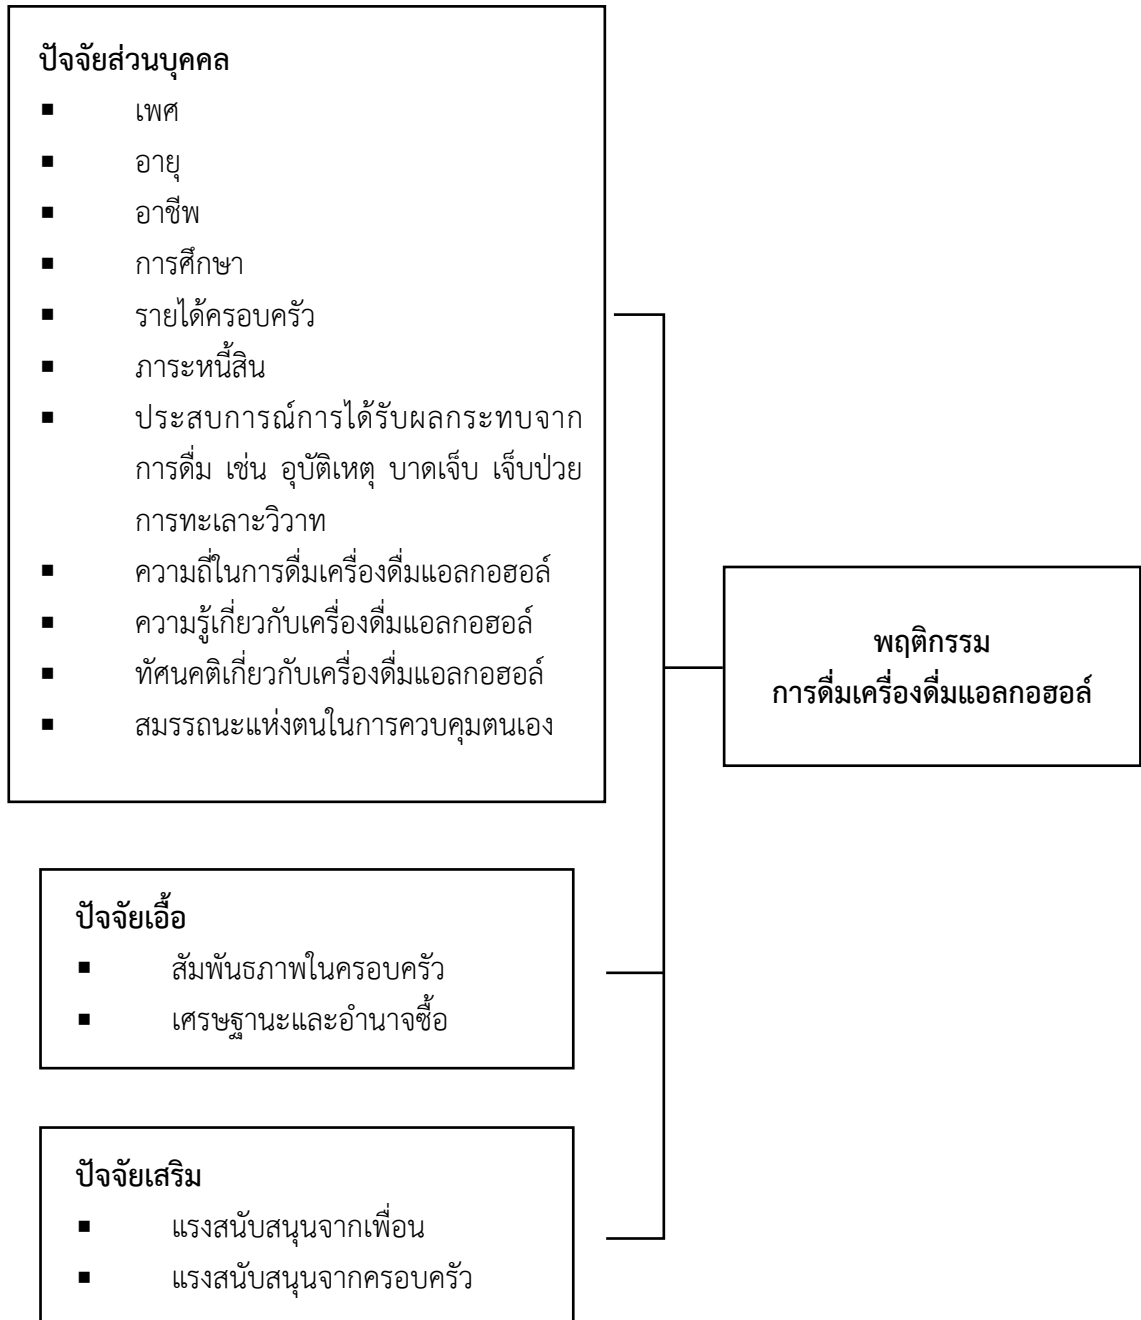 ปัจจัยส่วนบุคคล
▪ เพศ
▪ อายุ
▪ อาชีพ
▪ การศึกษา
▪ รายได้ครอบครัว
▪ ภาระหนี้สิน
▪ ประสบการณ์การได้รับผลกระทบจาก
การดื่ม เช่น อุบัติเหตุ บาดเจ็บ เจ็บป่วย
การทะเลาะวิวาท
▪ ความถี่ในการดื่มเครื่องดื่มแอลกอฮอล์
▪ ความรู้เกี่ยวกับเครื่องดื่มแอลกอฮอล์
▪ ทัศนคติเกี่ยวกับเครื่องดื่มแอลกอฮอล์
▪ สมรรถนะแห่งตนในการควบคุมตนเอง
พฤติกรรม
การดื่มเครื่องดื่มแอลกอฮอล์
ปัจจัยเอื้อ
▪ สัมพันธภาพในครอบครัว
▪ เศรษฐานะและอำนาจซื้อ
ปัจจัยเสริม
▪ แรงสนับสนุนจากเพื่อน
▪ แรงสนับสนุนจากครอบครัว